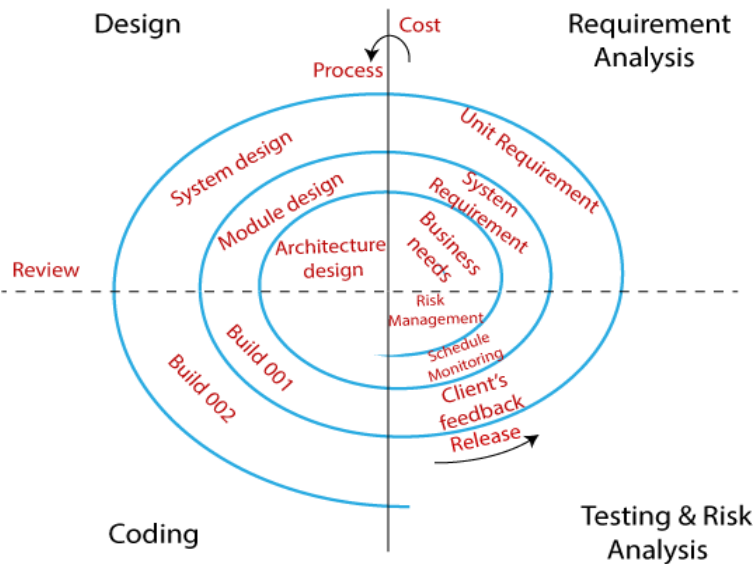 Design
Cost
Requirement
Analysis
Process
Unit Requirement
System design
System
Requirement
Module design
Business
needs
Architecture
design
Review
Risk
Management
Schedule
Monitoring
Build 001
Build 002
Client's
feedback
Release
Coding
Testing & Risk
Analysis